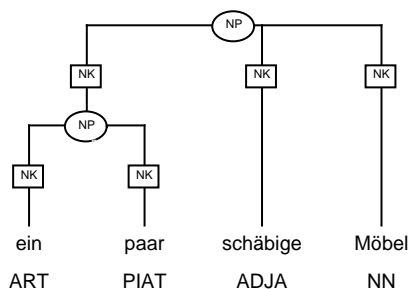 NP
NK NK NK
NP
NK NK
ein paar schäbige Möbel
ART PIAT ADJA NN